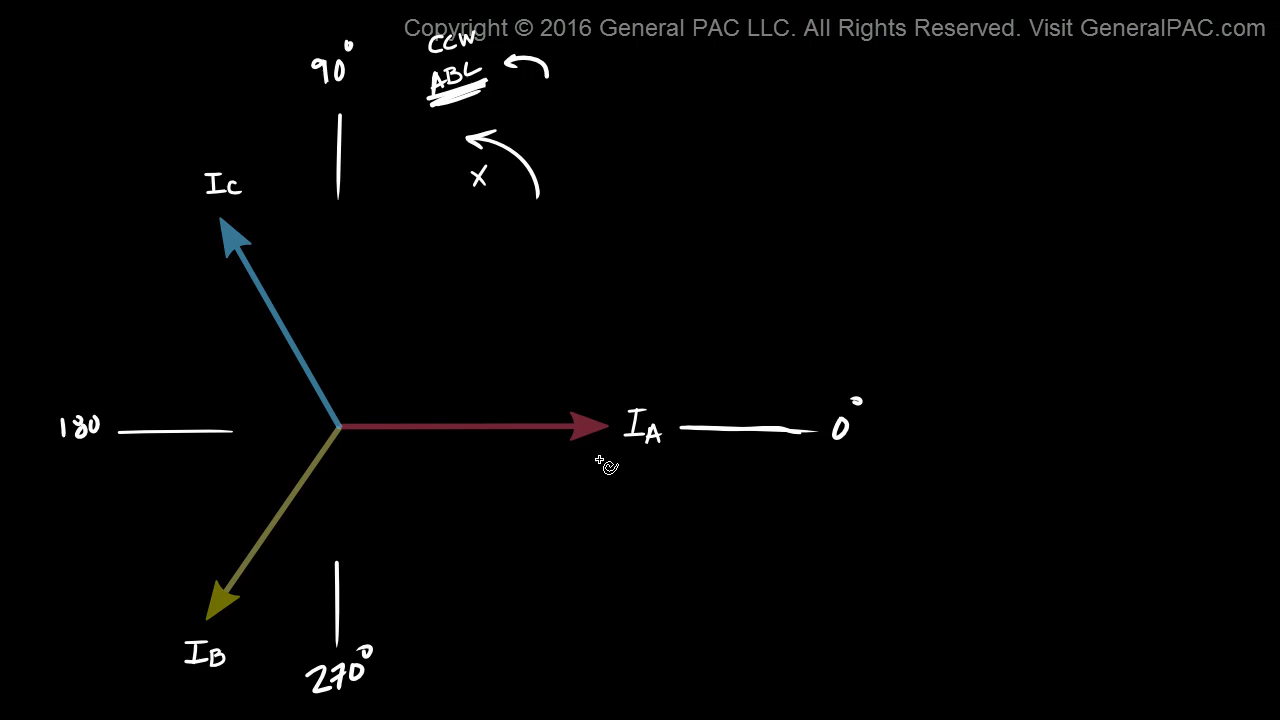 Copyright © 2016 General PAC LLC. All Rights Reserved. Visit GeneralPAC.com
CCW
90°
ABC
X
Ic
IA
0°
180
IB
270°